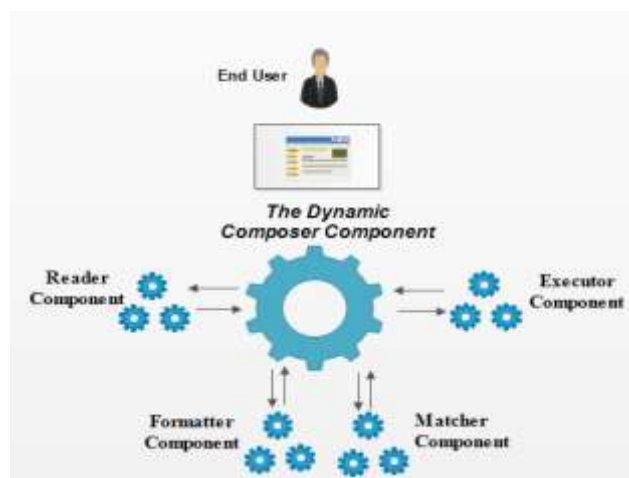 End User
The Dynamic
Composer Component
Reader
Component
Executor
Component
Formatter
Component
Matcher
Component